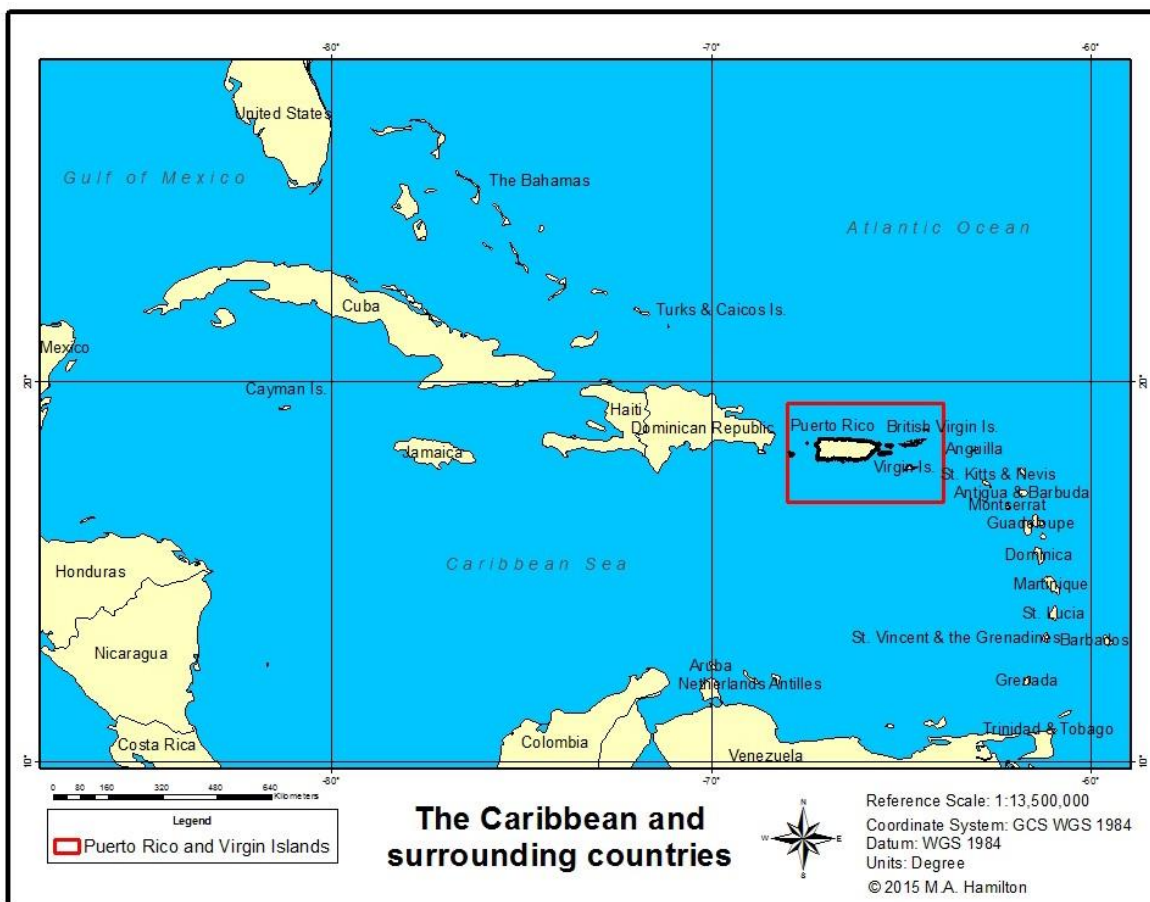 -80°
-70°
-60°
United States
Gulf of Mexico
The Bahamas
Atlantic Ocean
Cuba
Turks & Caicos Is.
Mexico
20°
20°
Cayman Is.
Haiti
Dominican Republic
Puerto Rico
British Virgin Is.
Jamaica
Anguilla
Virgin Is.
St. Kitts & Nevis
Antigua & Barbuda
Montserrat
Guadeloupe
Honduras
Caribbean Sea
Dominica
Martinique
St. Lucia
St. Vincent & the Grenadines
Barbados
Nicaragua
Aruba
Netherlands Antilles
Grenada
Trinidad & Tobago
Costa Rica
Colombia
Venezuela
10°
10°
-80°
-70°
-60°
0 80 160 320 480 640
Kilometers
Legend
Puerto Rico and Virgin Islands
The Caribbean and
surrounding countries
N
W
E
S
Reference Scale: 1:13,500,000
Coordinate System: GCS WGS 1984
Datum: WGS 1984
Units: Degree
© 2015 M.A. Hamilton